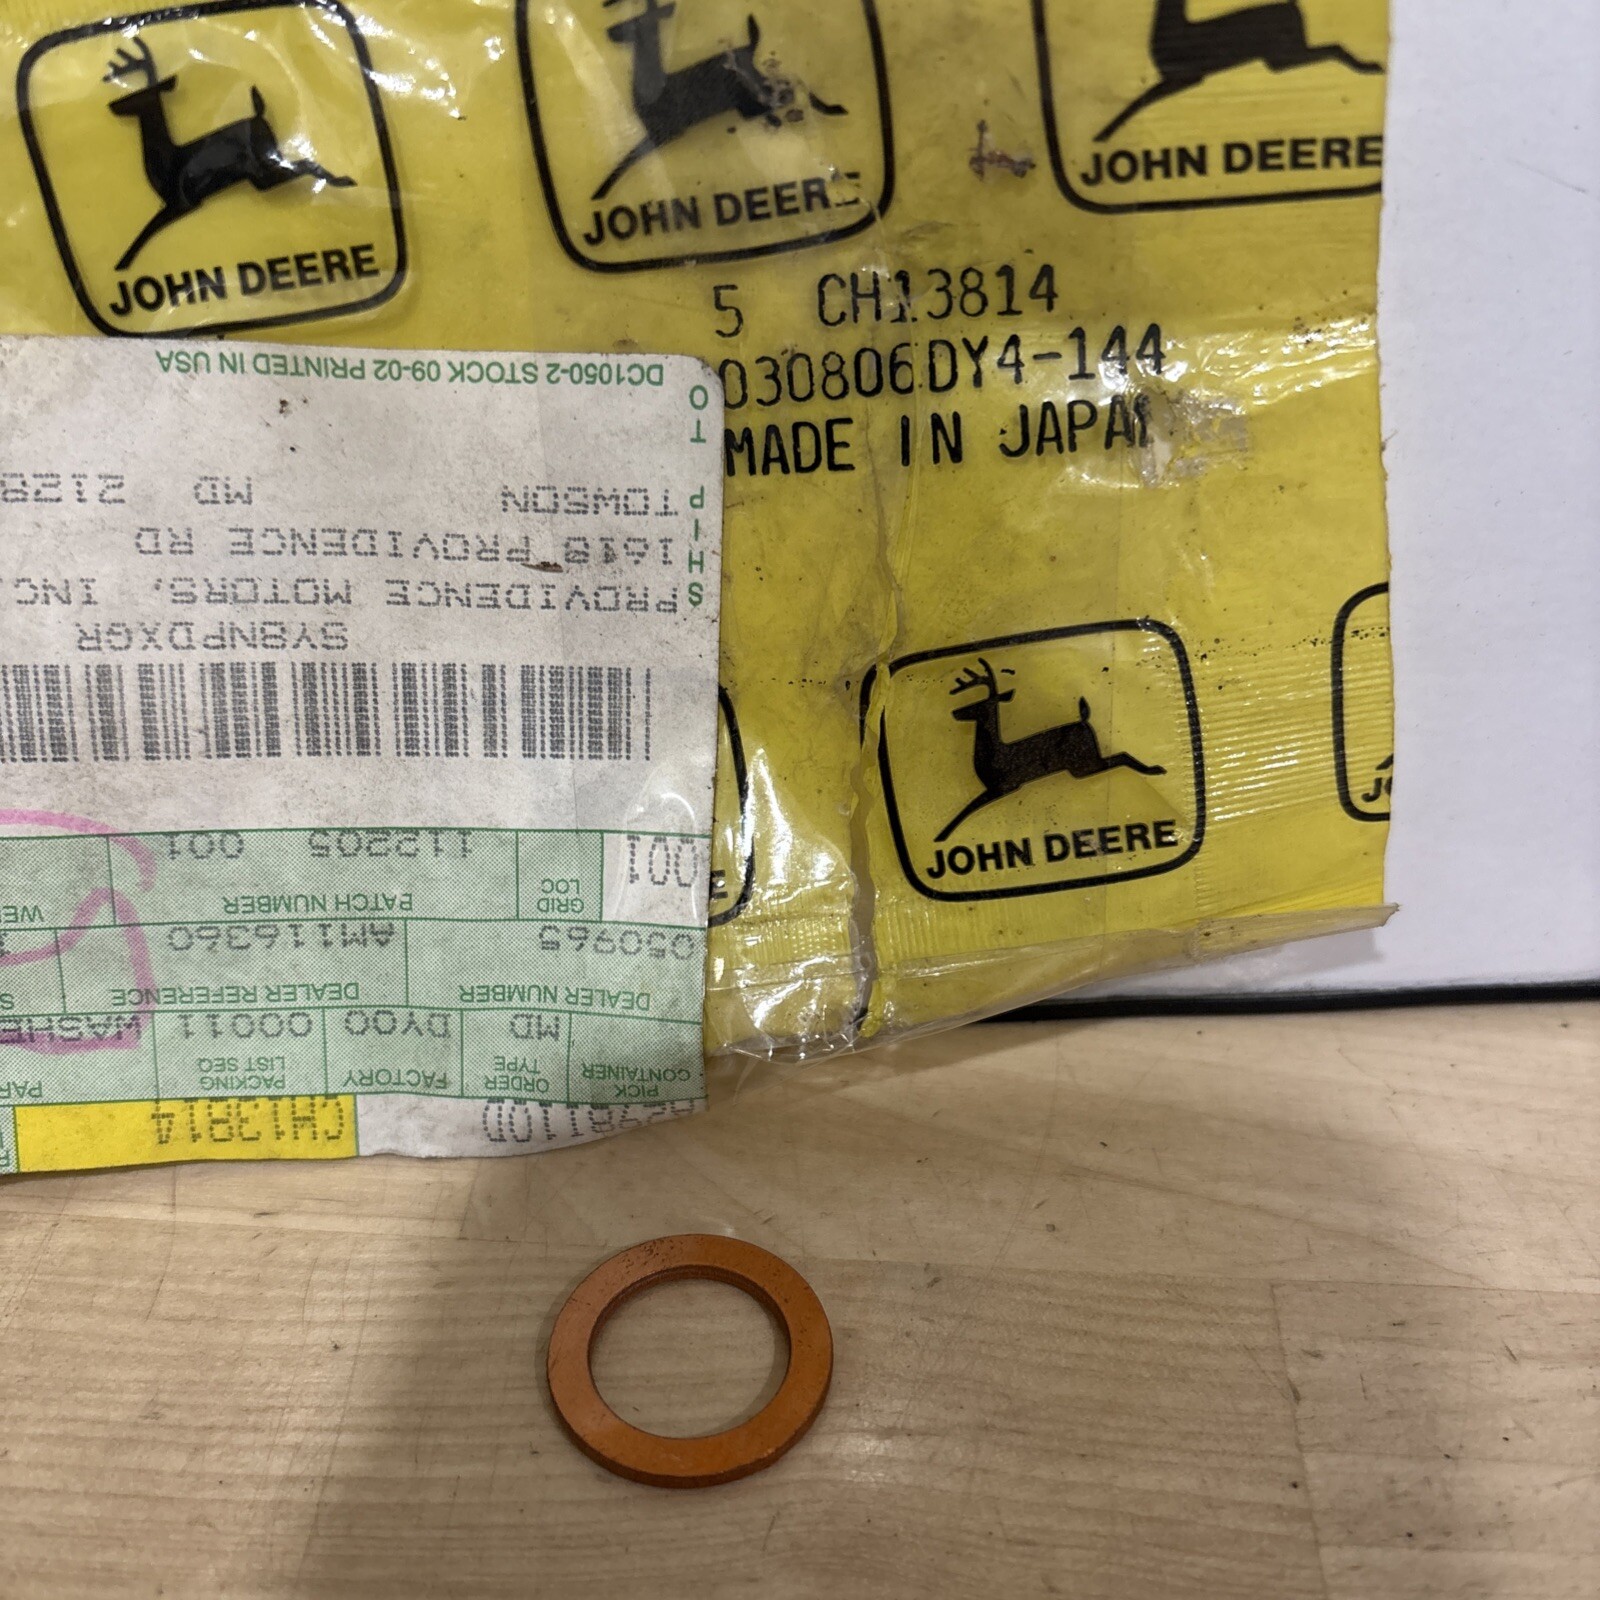 JOHN DEERE
JOHN DEERE
JOHN DEERE
5 CH13814
030806DY4-144
MADE IN JAPAN
JOHN DEERE
DC1050-2 STOCK 09-02 PRINTED IN USA
SHIP TO
TOWSON MD
PROVIDENCE RD
PROVIDENCE MOTORS, INC.
001
GRID LOC
BATCH NUMBER
112205 001
050965
DEALER NUMBER
AM116360
DEALER REFERENCE
PICK CONTAINER
ORDER TYPE
MD
FACTORY
DY00
PACKING LIST SEQ
00011
CH13814